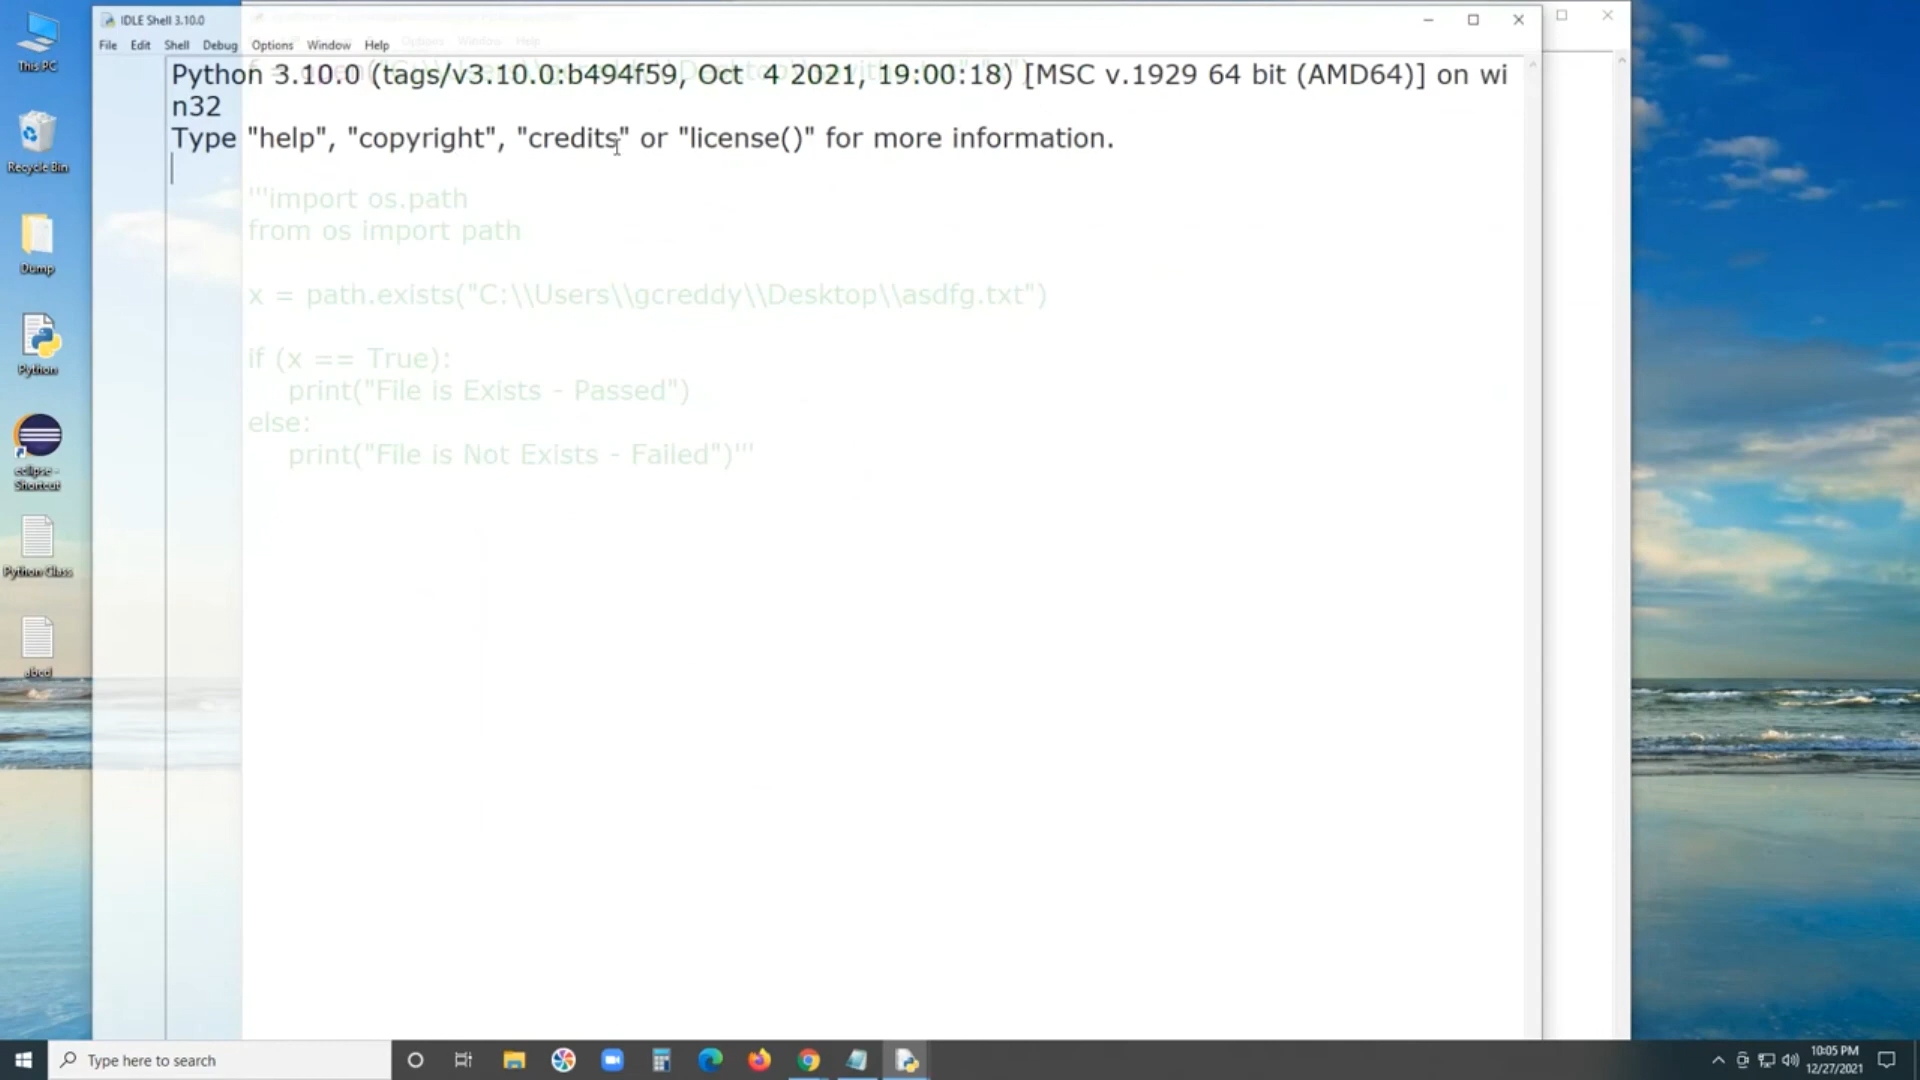 IDLE Shell 3.10.0
File Edit Shell Debug Options Window Help
Python 3.10.0 (tags/v3.10.0:b494f59, Oct 4 2021, 19:00:18) [MSC v.1929 64 bit (AMD64)] on wi
n32
Type "help", "copyright", "credits" or "license()" for more information.
'''import os.path
from os import path
x = path.exists("C:\\Users\\gcreddy\\Desktop\\asdfg.txt")
if (x == True):
print("File is Exists - Passed")
else:
print("File is Not Exists - Failed")'''
This PC
Recycle Bin
Dump
Python
eclipse -
Shortcut
Python Class
abcd
Type here to search
10:05 PM
12/27/2021